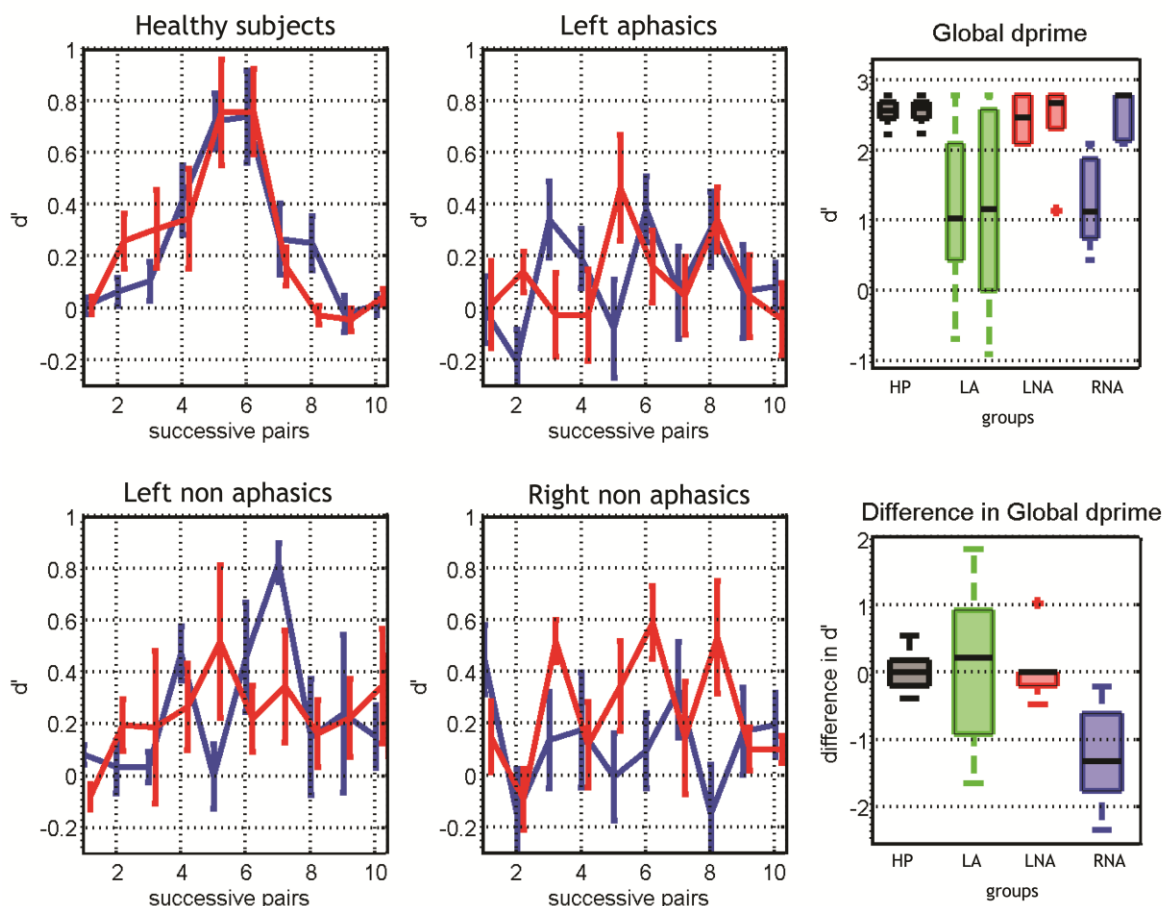 Healthy subjects
1
0.8
0.6
0.4
0.2
0
-0.2
d'
2 4 6 8 10
successive pairs
Left aphasics
1
0.8
0.6
0.4
0.2
0
-0.2
d'
2 4 6 8 10
successive pairs
Global dprime
3
2
1
0
-1
d'
HP LA LNA RNA
groups
Left non aphasics
1
0.8
0.6
0.4
0.2
0
-0.2
d'
2 4 6 8 10
successive pairs
Right non aphasics
1
0.8
0.6
0.4
0.2
0
-0.2
d'
2 4 6 8 10
successive pairs
Difference in Global dprime
2
1
0
-1
-2
difference in d'
HP LA LNA RNA
groups